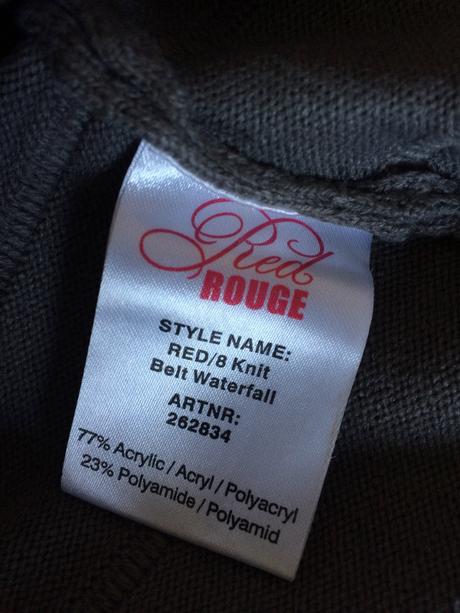 Red
ROUGE
STYLE NAME:
RED/8 Knit
Belt Waterfall
ARTNR:
262834
77% Acrylic / Acryl / Polyacryl
23% Polyamide / Polyamid